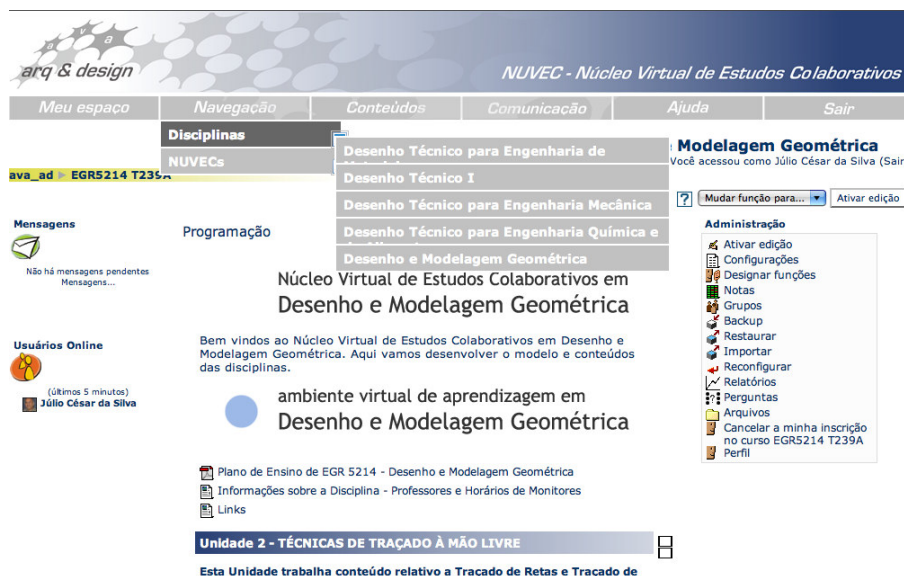 a v a
arq & design
NUVEC - Núcleo Virtual de Estudos Colaborativos
Meu espaço Navegação Conteúdos Comunicação Ajuda Sair
Disciplinas
NUVECs
Desenho Técnico para Engenharia de
Desenho Técnico I
Desenho Técnico para Engenharia Mecânica
Desenho Técnico para Engenharia Química e
Desenho e Modelagem Geométrica
Modelagem Geométrica
Você acessou como Júlio César da Silva (Sair
ava_ad ► EGR5214 T239A
? Mudar função para... Ativar edição
Mensagens
Não há mensagens pendentes
Mensagens...
Usuários Online
(últimos 5 minutos)
Júlio César da Silva
Programação
Núcleo Virtual de Estudos Colaborativos em
Desenho e Modelagem Geométrica
Bem vindos ao Núcleo Virtual de Estudos Colaborativos em Desenho e
Modelagem Geométrica. Aqui vamos desenvolver o modelo e conteúdos
das disciplinas.
ambiente virtual de aprendizagem em
Desenho e Modelagem Geométrica
Plano de Ensino de EGR 5214 - Desenho e Modelagem Geométrica
Informações sobre a Disciplina - Professores e Horários de Monitores
Links
Unidade 2 - TÉCNICAS DE TRAÇADO À MÃO LIVRE
Esta Unidade trabalha conteúdo relativo a Traçado de Retas e Traçado de
Administração
Ativar edição
Configurações
Designar funções
Notas
Grupos
Backup
Restaurar
Importar
Reconfigurar
Relatórios
Perguntas
Arquivos
Cancelar a minha inscrição
no curso EGR5214 T239A
Perfil